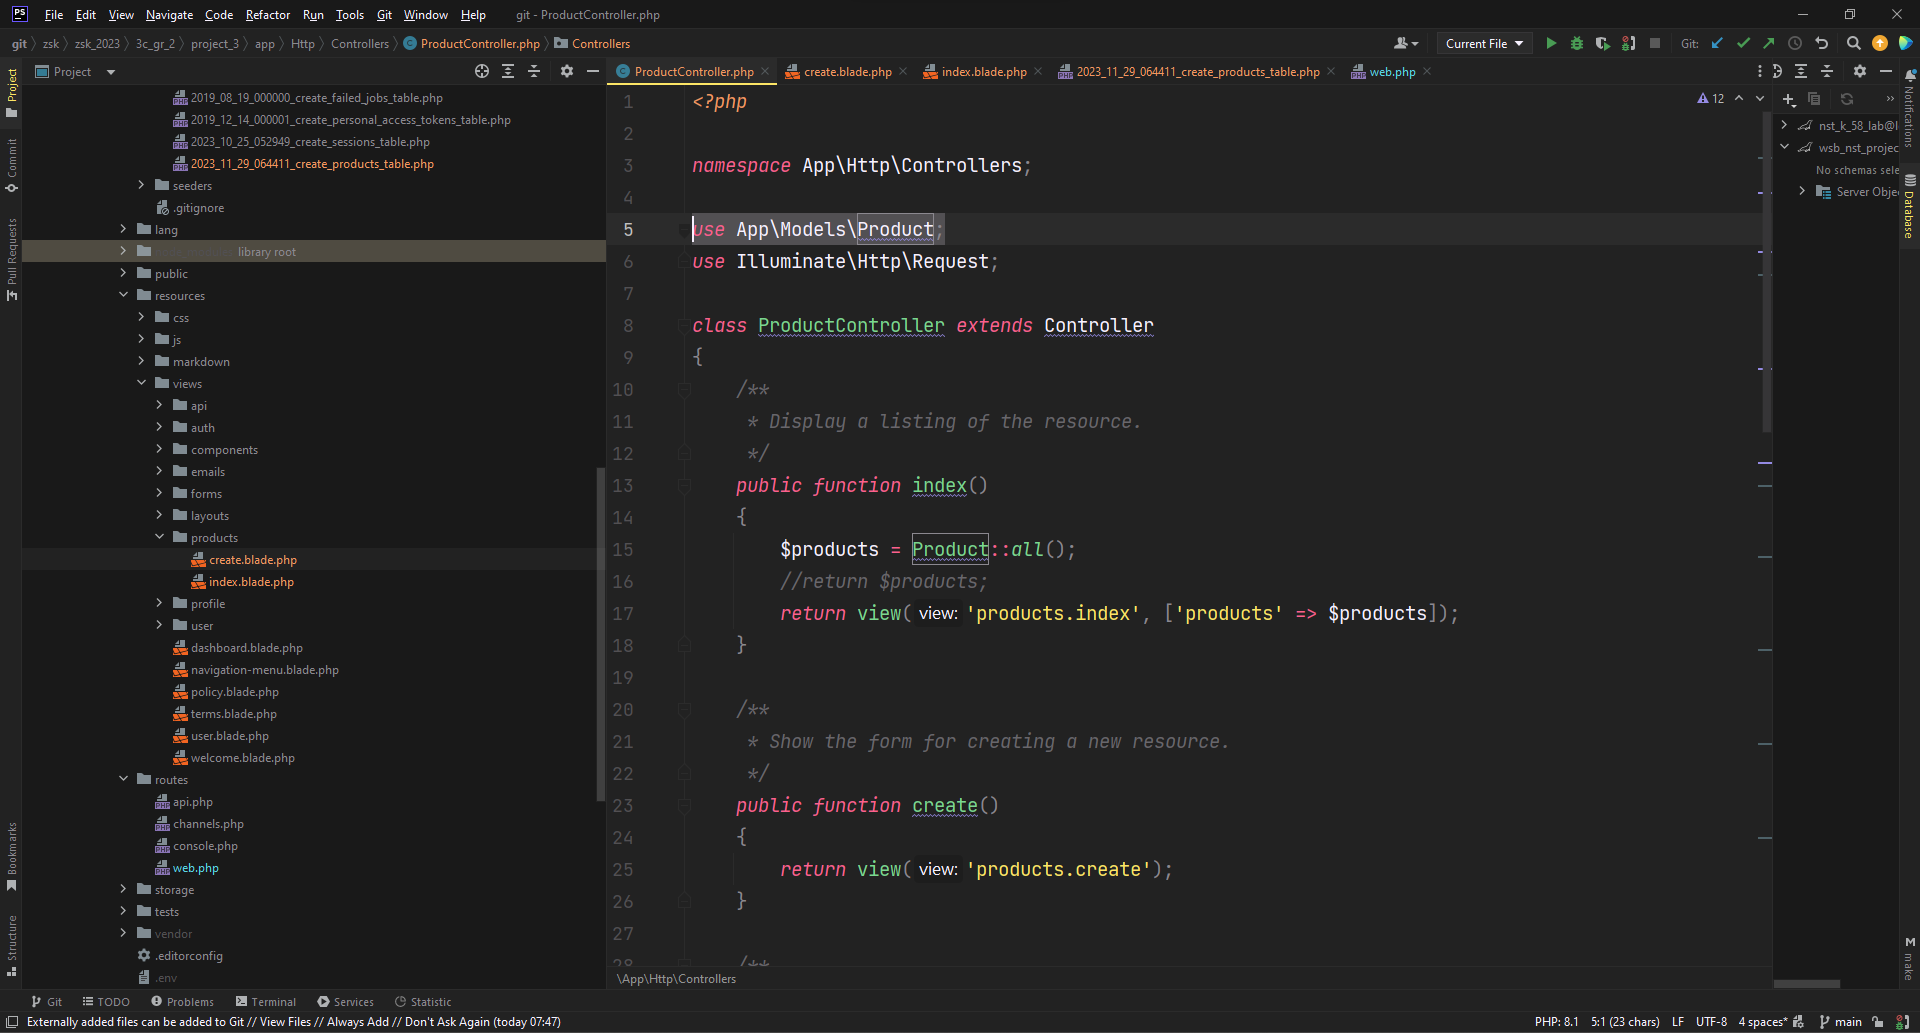 PS File Edit View Navigate Code Refactor Run Tools Git Window Help git - ProductController.php
git zsk zsk_2023 3c_gr_2 project_3 app Http Controllers ProductController.php Controllers Current File Git:
Project
2019_08_19_000000_create_failed_jobs_table.php
2019_12_14_000001_create_personal_access_tokens_table.php
2023_10_25_052949_create_sessions_table.php
2023_11_29_064411_create_products_table.php
seeders
.gitignore
lang
library root
public
resources
css
js
markdown
views
api
auth
components
emails
forms
layouts
products
create.blade.php
index.blade.php
profile
user
dashboard.blade.php
navigation-menu.blade.php
policy.blade.php
terms.blade.php
user.blade.php
welcome.blade.php
routes
api.php
channels.php
console.php
web.php
storage
tests
vendor
.editorconfig
.env
Project
Commit
Pull Requests
Bookmarks
Structure
ProductController.php create.blade.php index.blade.php 2023_11_29_064411_create_products_table.php web.php
12
1 <?php
2
3 namespace App\Http\Controllers;
4
5 use App\Models\Product;
6 use Illuminate\Http\Request;
7
8 class ProductController extends Controller
9 {
10 /**
11 * Display a listing of the resource.
12 */
13 public function index()
14 {
15 $products = Product::all();
16 //return $products;
17 return view( view: 'products.index', ['products' => $products]);
18 }
19
20 /**
21 * Show the form for creating a new resource.
22 */
23 public function create()
24 {
25 return view( view: 'products.create');
26 }
27
28 /**
\App\Http\Controllers
nst_k_58_lab@l
wsb_nst_projec
No schemas sele
Server Obje
Notifications
Database
M make
Git TODO Problems Terminal Services Statistic
Externally added files can be added to Git // View Files // Always Add // Don't Ask Again (today 07:47) PHP: 8.1 5:1 (23 chars) LF UTF-8 4 spaces* main